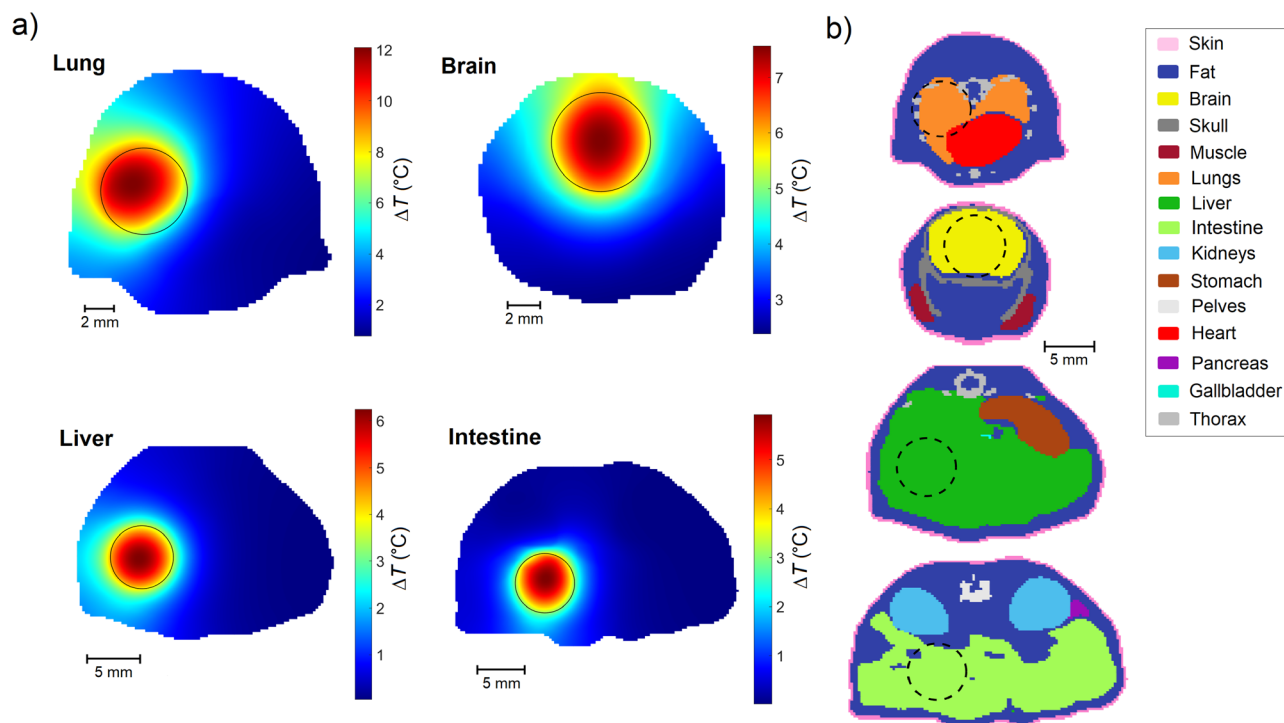 a)
Lung
12
10
8
6
4
2
ΔT (°C)
2 mm
Brain
7
6
5
4
3
ΔT (°C)
2 mm
Liver
6
5
4
3
2
1
ΔT (°C)
5 mm
Intestine
5
4
3
2
1
ΔT (°C)
5 mm
b)
5 mm
Skin
Fat
Brain
Skull
Muscle
Lungs
Liver
Intestine
Kidneys
Stomach
Pelves
Heart
Pancreas
Gallbladder
Thorax